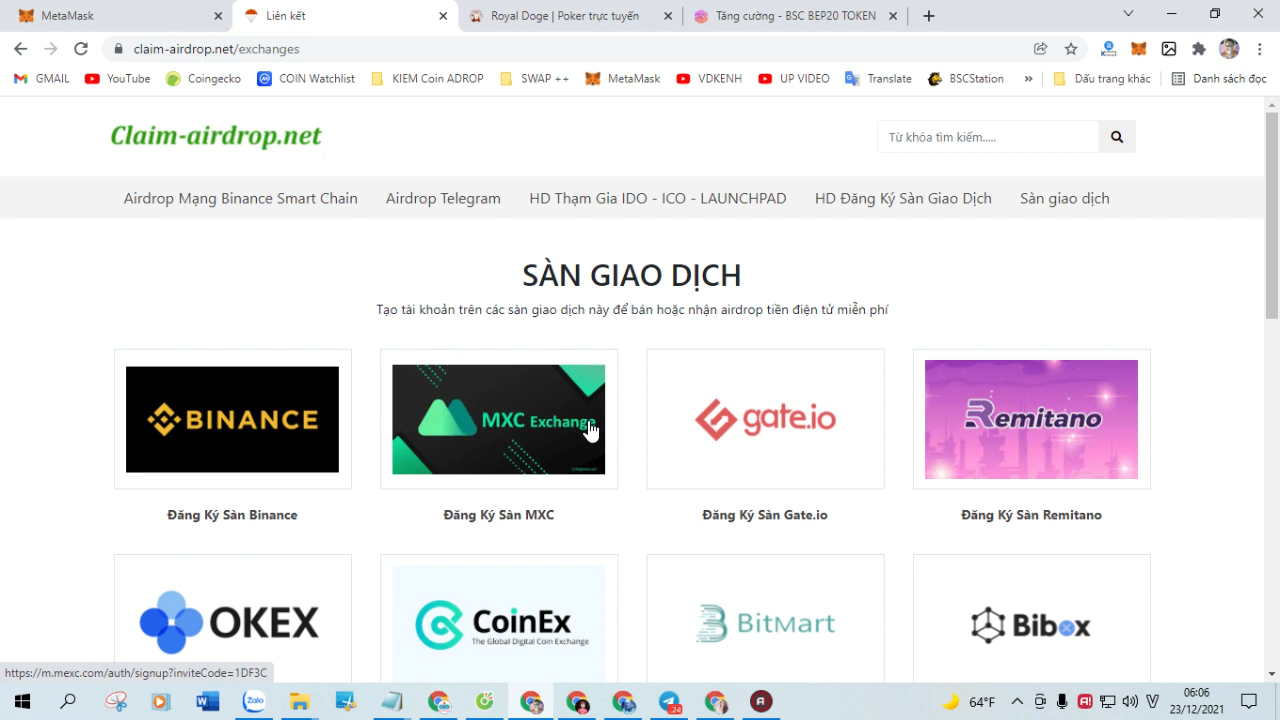 MetaMask
Liên kết
Royal Doge | Poker trực tuyến
Tăng cường - BSC BEP20 TOKEN
claim-airdrop.net/exchanges
GMAIL
YouTube
Coingecko
COIN Watchlist
KIEM Coin ADROP
SWAP ++
MetaMask
VDKENH
UP VIDEO
Translate
BSCStation
»
Dấu trang khác
Danh sách đọc
Claim-airdrop.net
Từ khóa tìm kiếm.....
Airdrop Mạng Binance Smart Chain
Airdrop Telegram
HD Thạm Gia IDO - ICO - LAUNCHPAD
HD Đăng Ký Sàn Giao Dịch
Sàn giao dịch
SÀN GIAO DỊCH
Tạo tài khoản trên các sàn giao dịch này để bán hoặc nhận airdrop tiền điện tử miễn phí
BINANCE
MXC Exchange
gate.io
Remitano
Đăng Ký Sàn Binance
Đăng Ký Sàn MXC
Đăng Ký Sàn Gate.io
Đăng Ký Sàn Remitano
OKEX
CoinEx
The Global Digital Coin Exchange
BitMart
Bibox
https://m.mexc.com/auth/signup?inviteCode=1DF3C
Zalo
24
64°F
06:06
23/12/2021